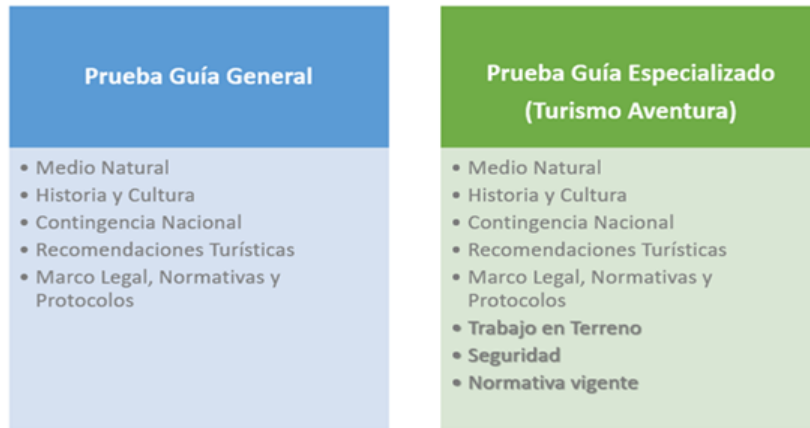 Prueba Guía General
• Medio Natural
• Historia y Cultura
• Contingencia Nacional
• Recomendaciones Turísticas
• Marco Legal, Normativas y
Protocolos
Prueba Guía Especializado
(Turismo Aventura)
• Medio Natural
• Historia y Cultura
• Contingencia Nacional
• Recomendaciones Turísticas
• Marco Legal, Normativas y
Protocolos
• Trabajo en Terreno
• Seguridad
• Normativa vigente